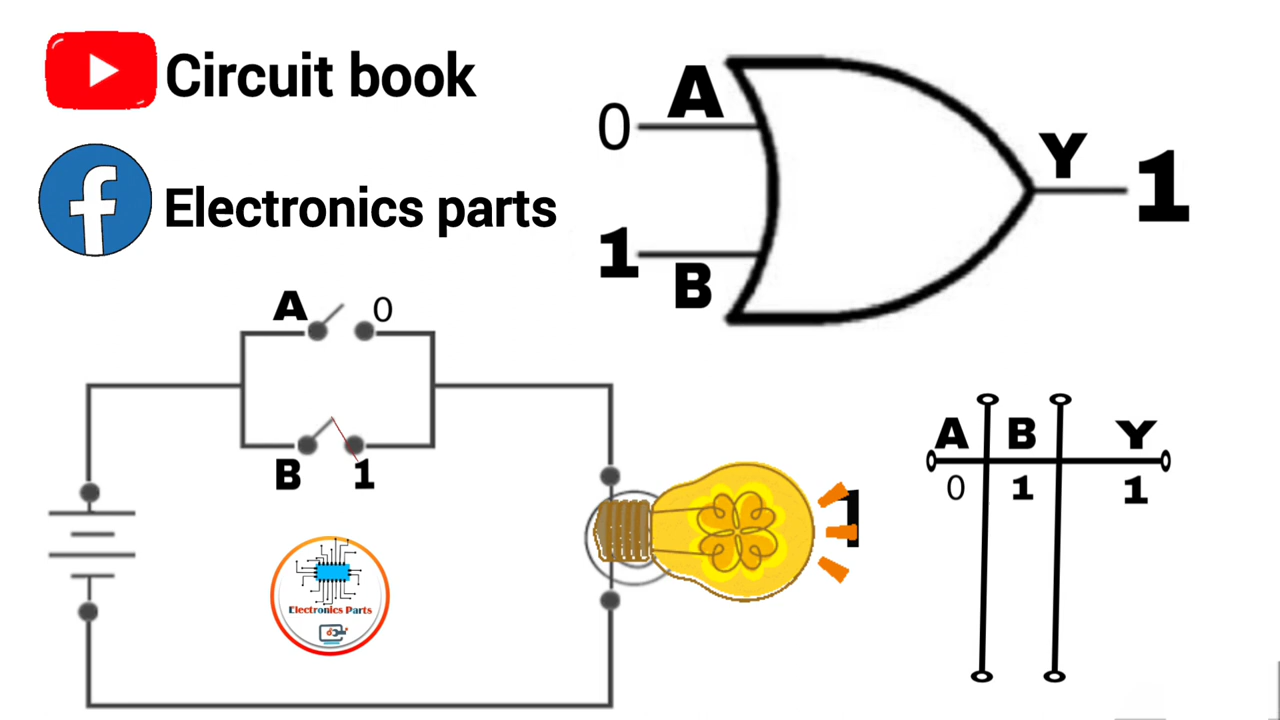 Circuit book
Electronics parts
A
0
1
B
Y
1
A
0
B
1
1
Electronics Parts
A B Y
0 1 1